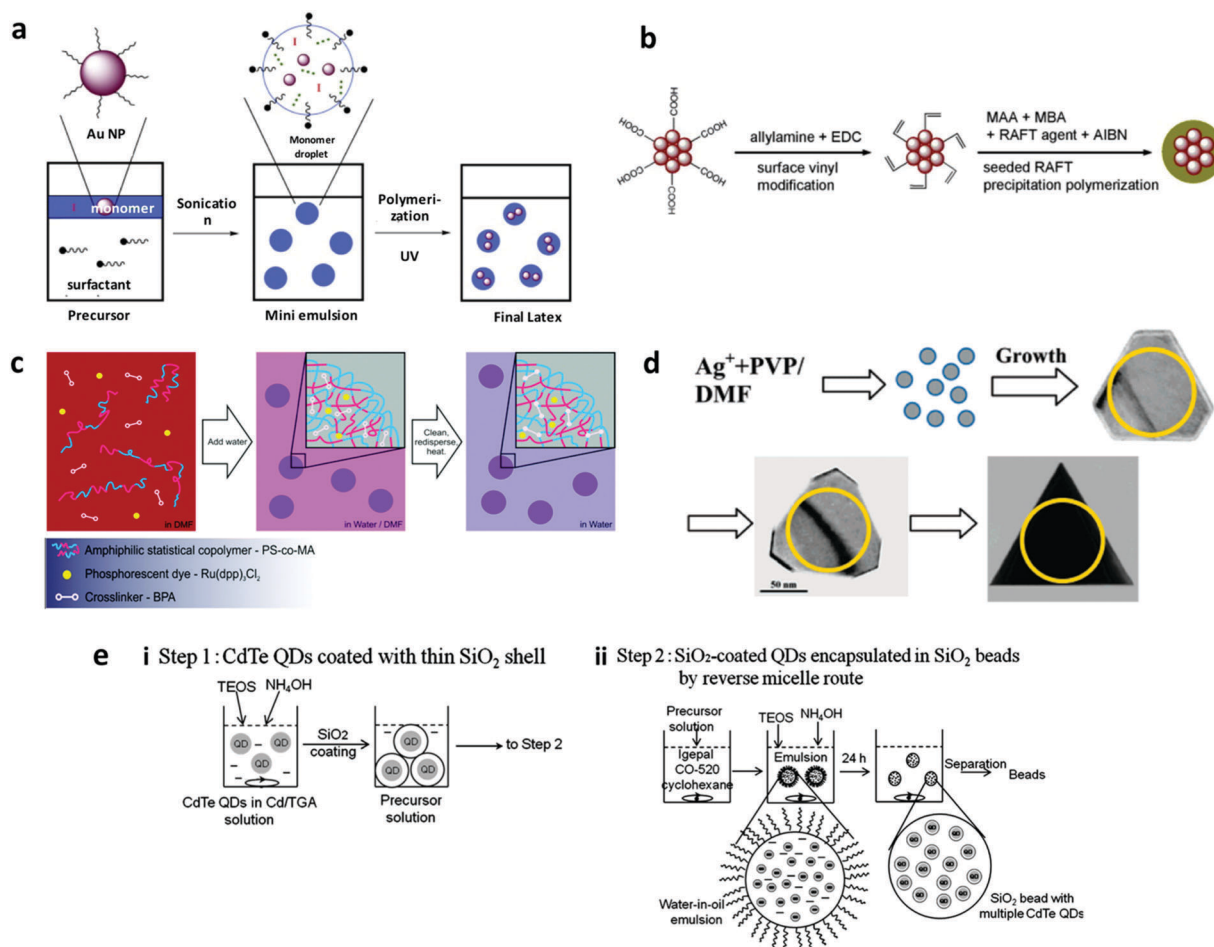 a
Au NP
Monomer
droplet
I
I
I
monomer
surfactant
Precursor
Sonicatio
n
Mini emulsion
Polymeri-
zation
UV
Final Latex
b
COOH
COOH
COOH
HOOC
HOOC
HOOC
allylamine + EDC
surface vinyl
modification
MAA + MBA
+ RAFT agent + AIBN
seeded RAFT
precipitation polymerization
c
in DMF
Add water
in Water / DMF
Clean,
redisperse,
heat.
in Water
Amphiphilic statistical copolymer - PS-co-MA
Phosphorescent dye - Ru(dpp)₃Cl₂
Crosslinker - BPA
d
Ag⁺+PVP/
DMF
Growth
50 nm
e
i Step 1 : CdTe QDs coated with thin SiO₂ shell
TEOS
NH₄OH
QD
QD
QD
CdTe QDs in Cd/TGA
solution
SiO₂
coating
QD
QD
QD
Precursor
solution
to Step 2
ii Step 2 : SiO₂-coated QDs encapsulated in SiO₂ beads
by reverse micelle route
Precursor
solution
Igepal
CO-520
cyclohexane
TEOS
NH₄OH
Emulsion
24 h
Separation
Beads
Water-in-oil
emulsion
SiO₂ bead with
multiple CdTe QDs